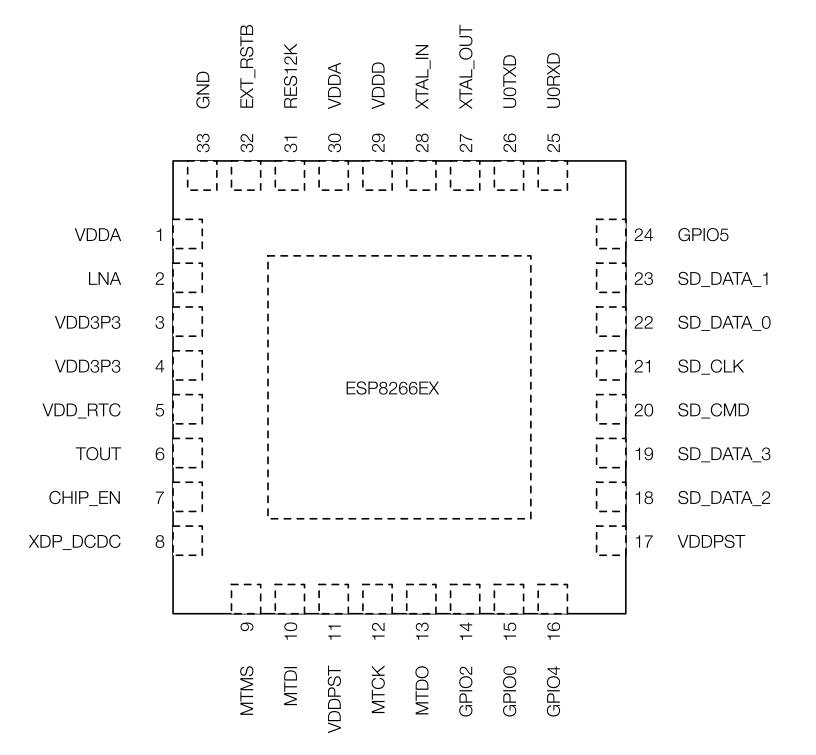 GND
EXT_RSTB
RES12K
VDDA
VDDD
XTAL_IN
XTAL_OUT
U0TXD
U0RXD
33
32
31
30
29
28
27
26
25
VDDA 1
24 GPIO5
LNA 2
23 SD_DATA_1
VDD3P3 3
22 SD_DATA_0
VDD3P3 4
21 SD_CLK
ESP8266EX
VDD_RTC 5
20 SD_CMD
TOUT 6
19 SD_DATA_3
CHIP_EN 7
18 SD_DATA_2
XDP_DCDC 8
17 VDDPST
9
10
11
12
13
14
15
16
MTMS
MTDI
VDDPST
MTCK
MTDO
GPIO2
GPIO0
GPIO4